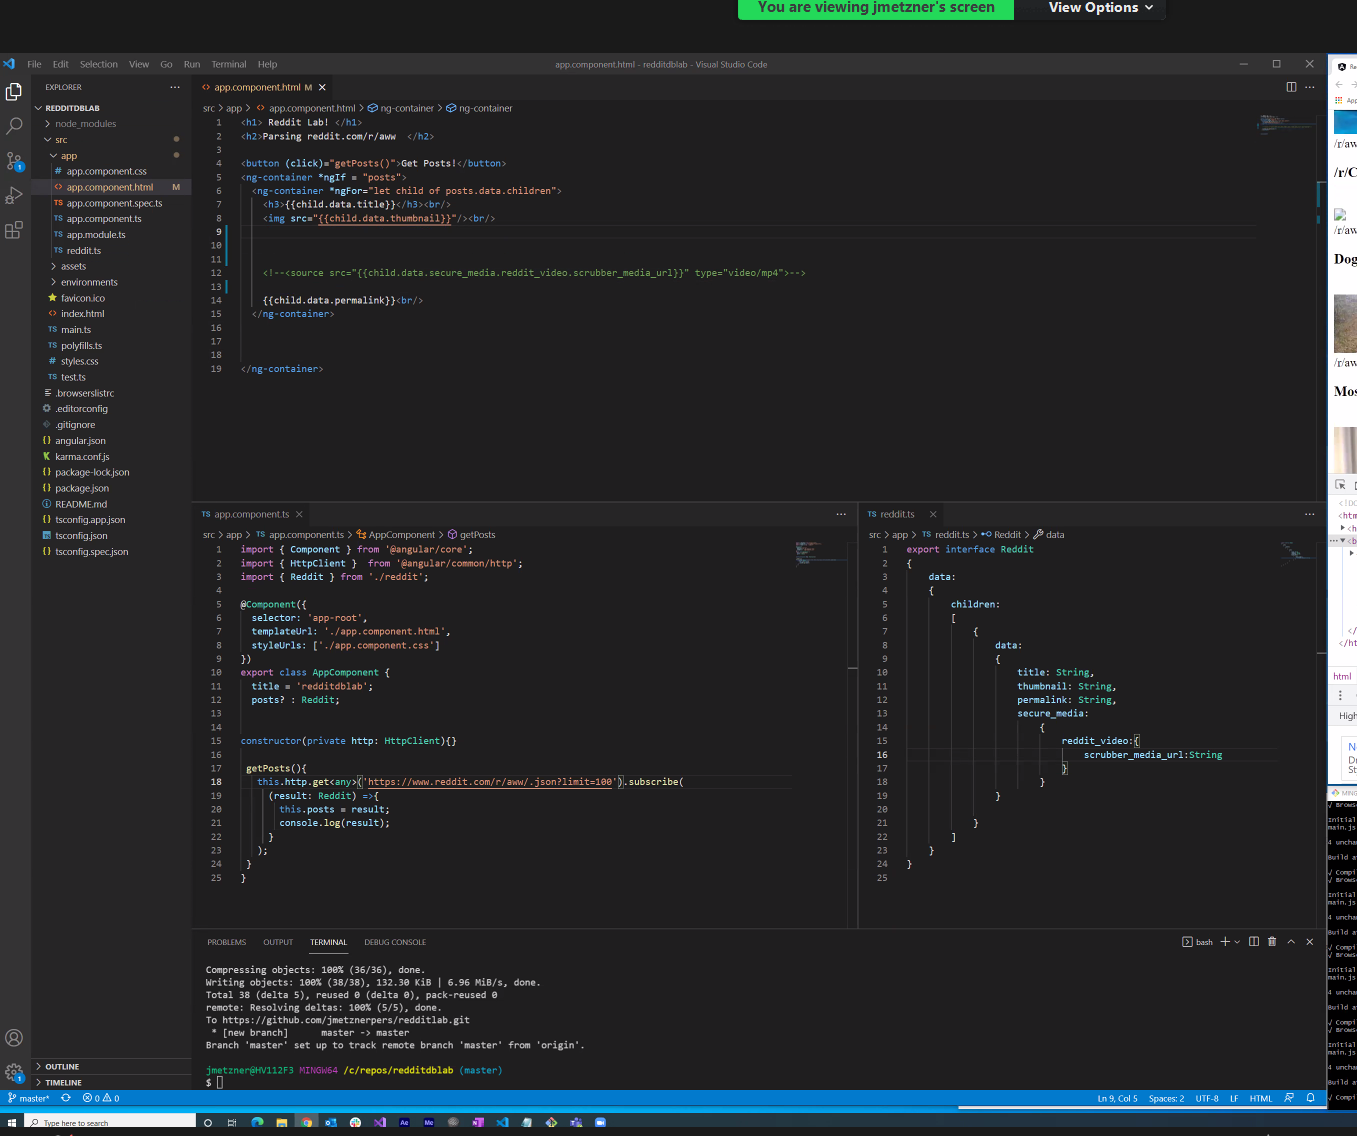 You are viewing jmetzner's screen
View Options
File Edit Selection View Go Run Terminal Help
app.component.html - redditdblab - Visual Studio Code
EXPLORER
REDDITDBLAB
node_modules
src
app
# app.component.css
<> app.component.html M
TS app.component.spec.ts
TS app.component.ts
TS app.module.ts
TS reddit.ts
assets
environments
favicon.ico
<> index.html
TS main.ts
TS polyfills.ts
# styles.css
TS test.ts
.browserslistrc
.editorconfig
.gitignore
{} angular.json
karma.conf.js
{} package-lock.json
{} package.json
README.md
{} tsconfig.app.json
tsconfig.json
{} tsconfig.spec.json
OUTLINE
TIMELINE
<> app.component.html M
src > app > <> app.component.html > ng-container > ng-container
1 <h1> Reddit Lab! </h1>
2 <h2>Parsing reddit.com/r/aww  </h2>
3
4 <button (click)="getPosts()">Get Posts!</button>
5 <ng-container *ngIf = "posts">
6 <ng-container *ngFor="let child of posts.data.children">
7 <h3>{{child.data.title}}</h3><br/>
8 <img src="{{child.data.thumbnail}}"/><br/>
9
10
11
12 <!--<source src="{{child.data.secure_media.reddit_video.scrubber_media_url}}" type="video/mp4">-->
13
14 {{child.data.permalink}}<br/>
15 </ng-container>
16
17
18
19 </ng-container>
TS app.component.ts
src > app > TS app.component.ts > AppComponent > getPosts
1 import { Component } from '@angular/core';
2 import { HttpClient }  from '@angular/common/http';
3 import { Reddit } from './reddit';
4
5 @Component({
6 selector: 'app-root',
7 templateUrl: './app.component.html',
8 styleUrls: ['./app.component.css']
9 })
10 export class AppComponent {
11 title = 'redditdblab';
12 posts? : Reddit;
13
14
15 constructor(private http: HttpClient){}
16
17 getPosts(){
18 this.http.get<any>('https://www.reddit.com/r/aww/.json?limit=100').subscribe(
19 (result: Reddit) =>{
20 this.posts = result;
21 console.log(result);
22 }
23 );
24 }
25 }
TS reddit.ts
src > app > TS reddit.ts > Reddit > data
1 export interface Reddit
2 {
3 data:
4 {
5 children:
6 [
7 {
8 data:
9 {
10 title: String,
11 thumbnail: String,
12 permalink: String,
13 secure_media:
14 {
15 reddit_video:{
16 scrubber_media_url:String
17 }
18 }
19 }
20
21 }
22 ]
23 }
24 }
25
PROBLEMS OUTPUT TERMINAL DEBUG CONSOLE
bash
Compressing objects: 100% (36/36), done.
Writing objects: 100% (38/38), 132.30 KiB | 6.96 MiB/s, done.
Total 38 (delta 5), reused 0 (delta 0), pack-reused 0
remote: Resolving deltas: 100% (5/5), done.
To https://github.com/jmetznerpers/redditlab.git
* [new branch]      master -> master
Branch 'master' set up to track remote branch 'master' from 'origin'.
jmetzner@HV112F3 MINGW64 /c/repos/redditdblab (master)
$
master* 0 0
Ln 9, Col 5 Spaces: 2 UTF-8 LF HTML
Type here to search
/r/aw
/r/C
/r/aw
Dog
/r/aw
Mos
html
High